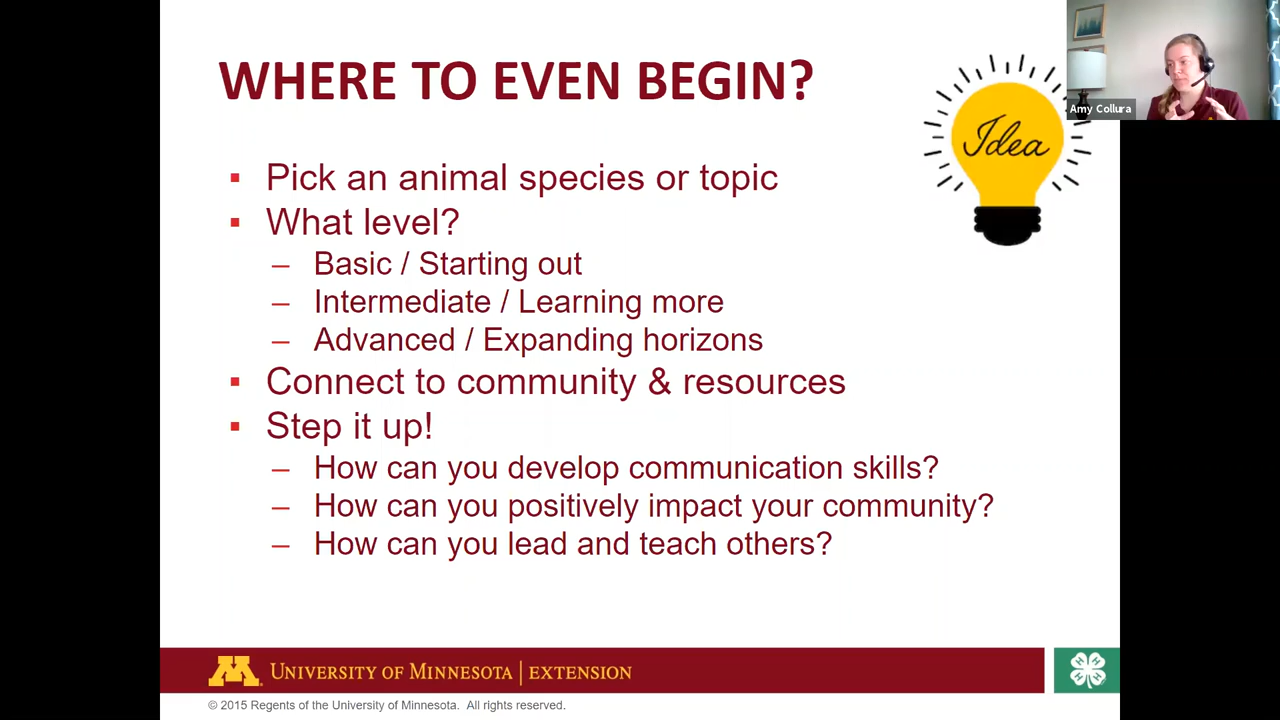 WHERE TO EVEN BEGIN?
Idea
Amy Collura
▪ Pick an animal species or topic
▪ What level?
– Basic / Starting out
– Intermediate / Learning more
– Advanced / Expanding horizons
▪ Connect to community & resources
▪ Step it up!
– How can you develop communication skills?
– How can you positively impact your community?
– How can you lead and teach others?
M UNIVERSITY OF MINNESOTA | EXTENSION
H H H H
© 2015 Regents of the University of Minnesota. All rights reserved.